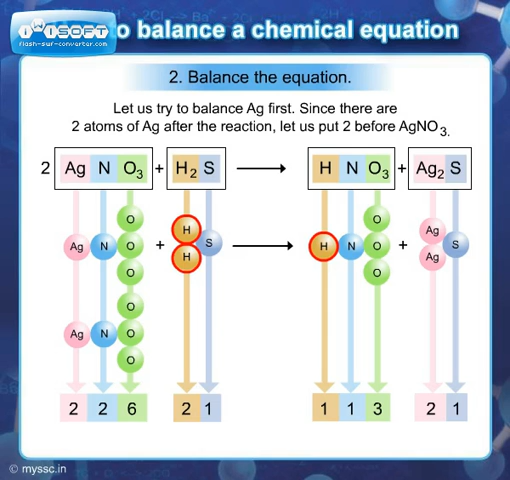 iWiSOFT
flash-swf-converter.com
to balance a chemical equation
2. Balance the equation.
Let us try to balance Ag first. Since there are
2 atoms of Ag after the reaction, let us put 2 before AgNO3.
2 Ag N O3 + H2 S → H N O3 + Ag2 S
O O
H Ag
Ag N O + H S → H N O + Ag S
O O
O
Ag N O
O
2 2 6 2 1 1 1 3 2 1
© myssc.in